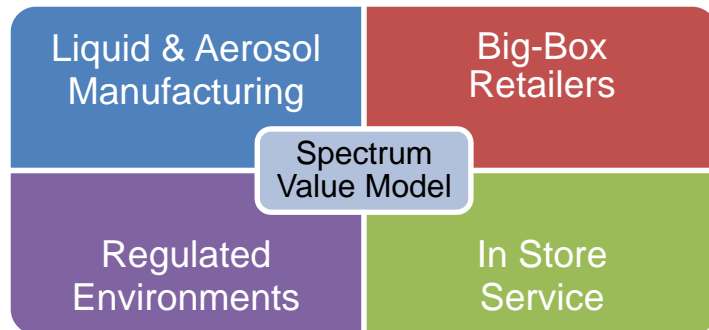 Liquid & Aerosol
Manufacturing
Big-Box
Retailers
Spectrum
Value Model
Regulated
Environments
In Store
Service